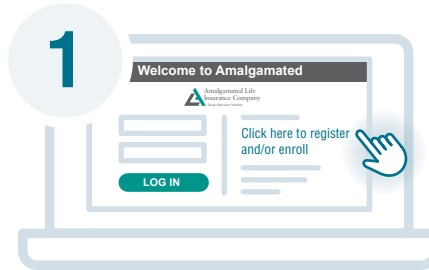 1
Welcome to Amalgamated
Amalgamated Life
Insurance Company
Click here to register
and/or enroll
LOG IN